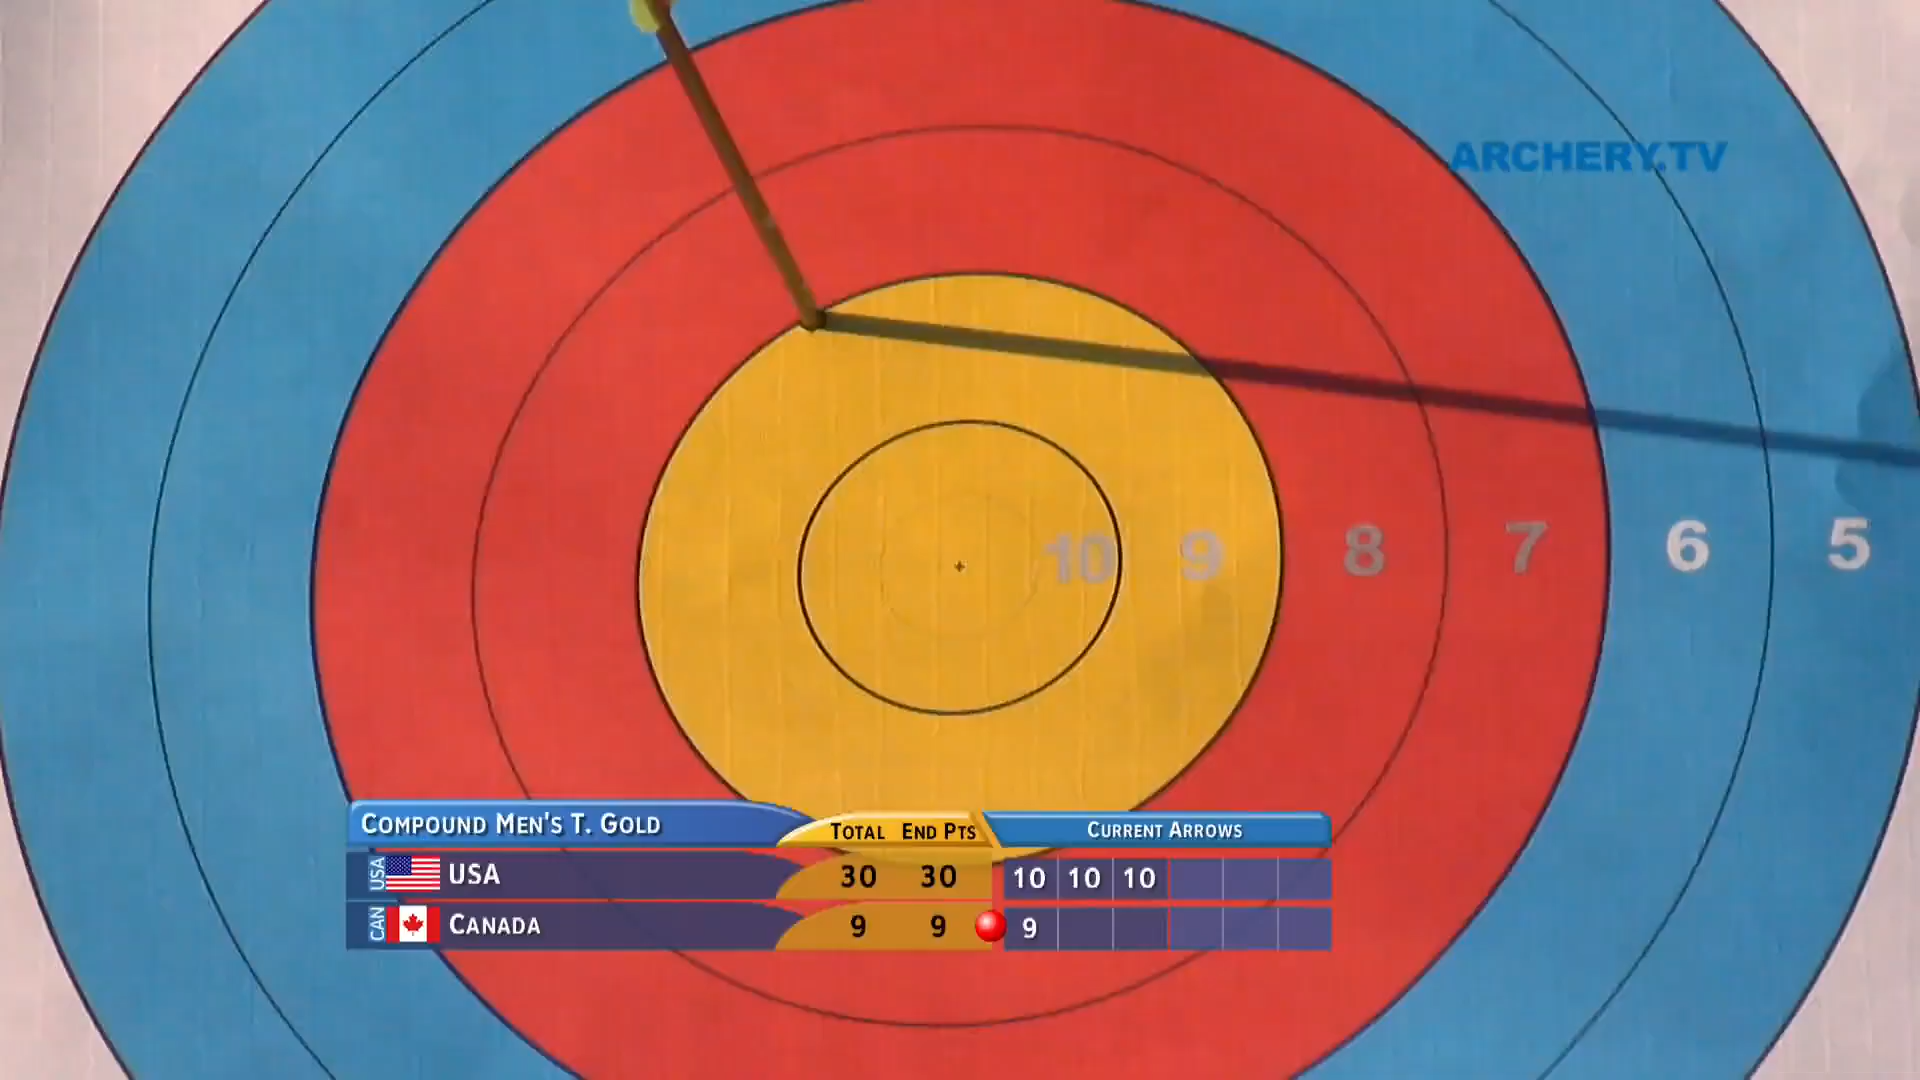 ARCHERY.TV
10 9 8 7 6 5
COMPOUND MEN'S T. GOLD TOTAL END PTS CURRENT ARROWS
USA USA 30 30 10 10 10
CAN CANADA 9 9 9